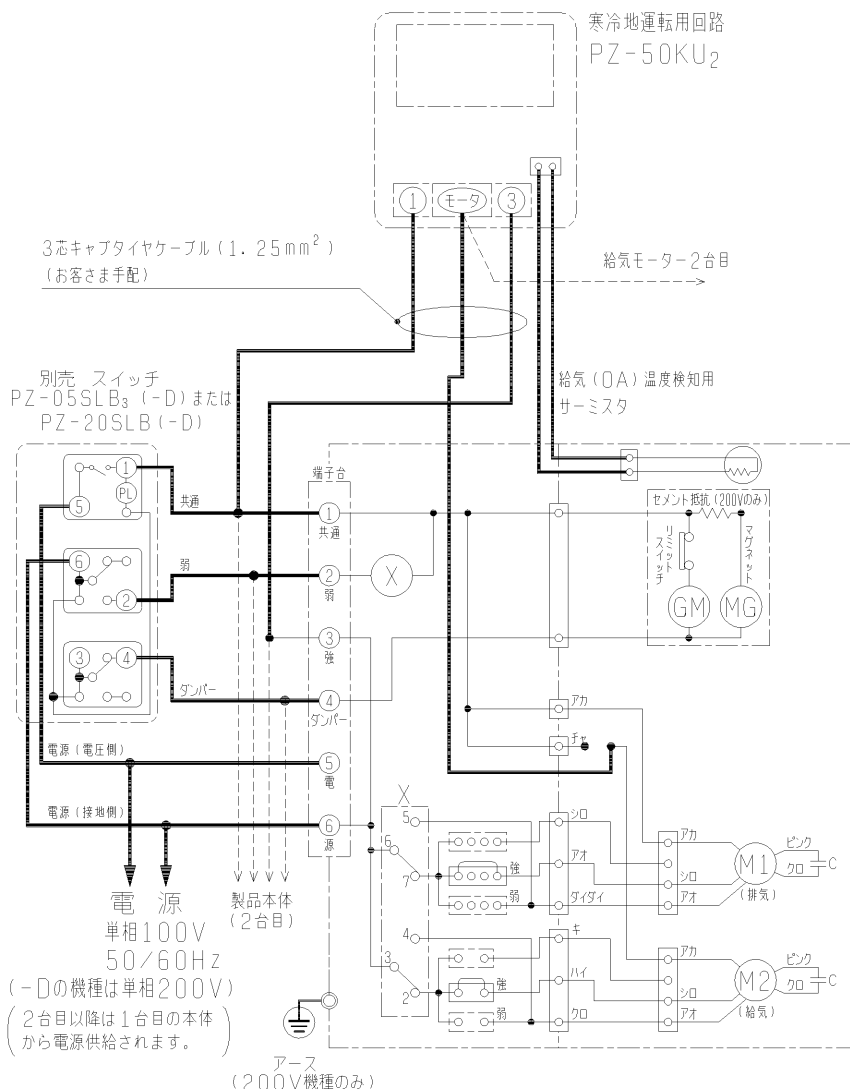 寒冷地運転用回路
PZ-50KU₂
① モータ ③
3芯キャブタイヤケーブル(1.25mm²)
(お客さま手配)
給気モーター2台目
別売 スイッチ
PZ-05SLB₃(-D)または
PZ-20SLB(-D)
給気(OA)温度検知用
サーミスタ
端子台
セメント抵抗(200Vのみ)
リミット
スイッチ
マグネット
GM
MG
①
PL
⑤
共通
①
共通
⑥
②
弱
②
弱
X
③
④
③
強
ダンパー
④
ダンパー
電源(電圧側)
⑤
電
電源(接地側)
⑥
源
アカ
チャ
X
5
6
7
4
3
2
強
弱
強
弱
シロ
アオ
ダイダイ
キ
ハイ
クロ
アカ
シロ
アオ
M1
(排気)
ピンク
クロ
C
アカ
シロ
アオ
M2
(給気)
ピンク
クロ
C
電 源
単相100V
50/60Hz
(-Dの機種は単相200V)
(2台目以降は1台目の本体
から電源供給されます。)
製品本体
(2台目)
アース
(200V機種のみ)